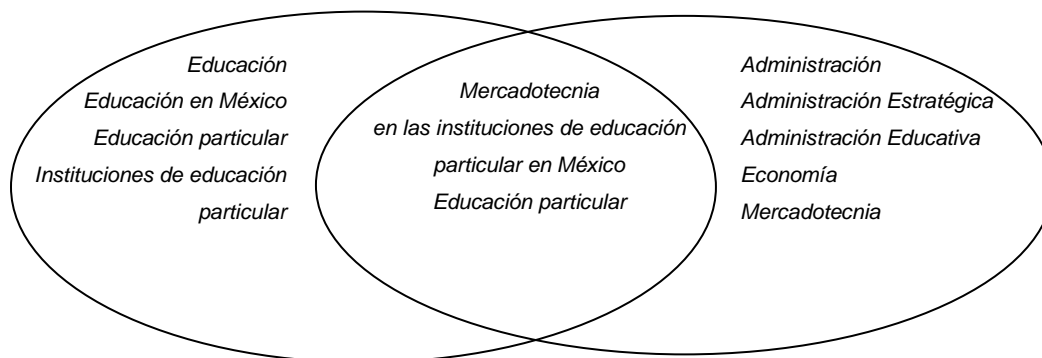 Educación
Educación en México
Educación particular
Instituciones de educación
particular
Mercadotecnia
en las instituciones de educación
particular en México
Educación particular
Administración
Administración Estratégica
Administración Educativa
Economía
Mercadotecnia